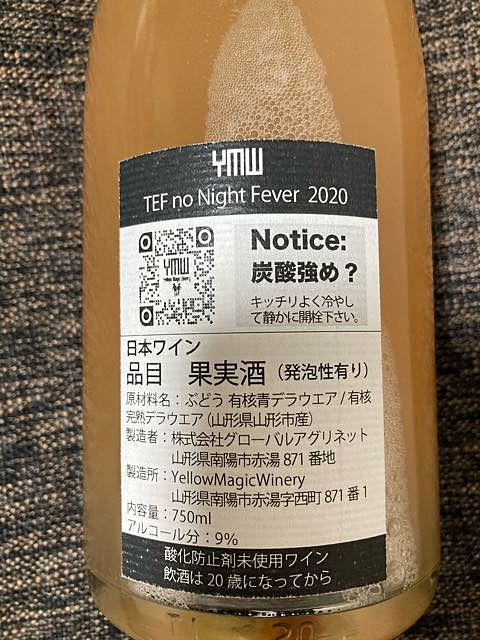 YMW
TEF no Night Fever 2020
YMW
Notice:
炭酸強め？
キッチリよく冷やし
て静かに開栓下さい。
日本ワイン
品目 果実酒（発泡性有り）
原材料名：ぶどう 有核青デラウエア / 有核
完熟デラウエア（山形県山形市産）
製造者：株式会社グローバルアグリネット
山形県南陽市赤湯 871 番地
製造所：YellowMagicWinery
山形県南陽市赤湯字西町 871 番 1
内容量：750ml
アルコール分：9%
酸化防止剤未使用ワイン
飲酒は 20 歳になってから